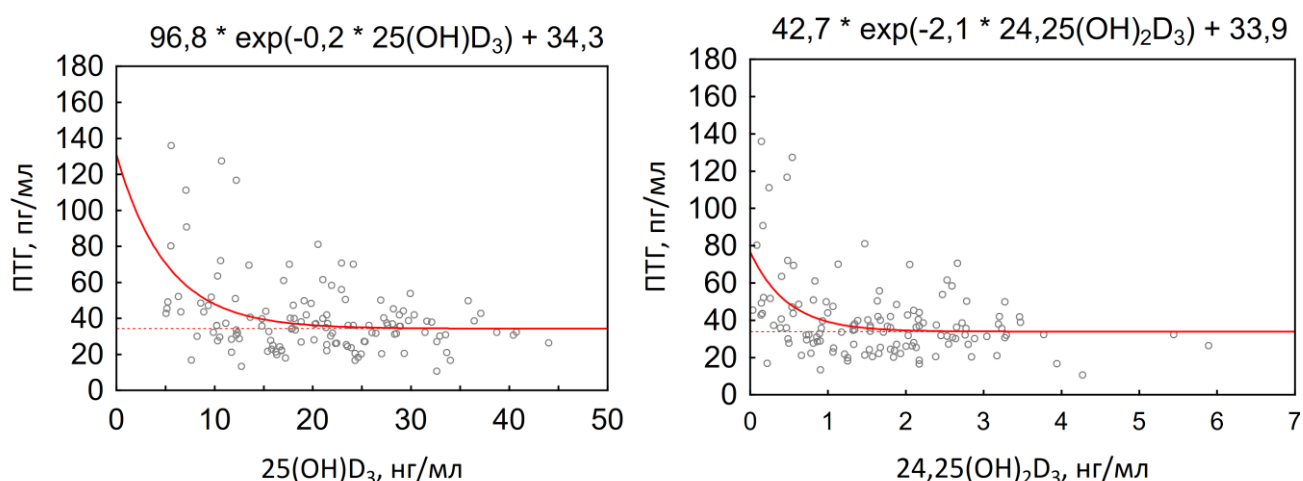 96,8 * exp(-0,2 * 25(OH)D₃) + 34,3
180
160
140
120
100
80
60
40
20
0
ПТГ, пг/мл
0 10 20 30 40 50
25(OH)D₃, нг/мл
42,7 * exp(-2,1 * 24,25(OH)₂D₃) + 33,9
180
160
140
120
100
80
60
40
20
0
ПТГ, пг/мл
0 1 2 3 4 5 6 7
24,25(OH)₂D₃, нг/мл